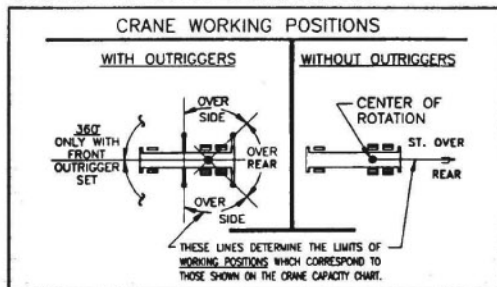 CRANE WORKING POSITIONS
WITH OUTRIGGERS
WITHOUT OUTRIGGERS
OVER
SIDE
360°
ONLY WITH
FRONT
OUTRIGGER
SET
OVER
REAR
OVER
SIDE
CENTER OF
ROTATION
ST. OVER
REAR
THESE LINES DETERMINE THE LIMITS OF
WORKING POSITIONS WHICH CORRESPOND TO
THOSE SHOWN ON THE CRANE CAPACITY CHART.